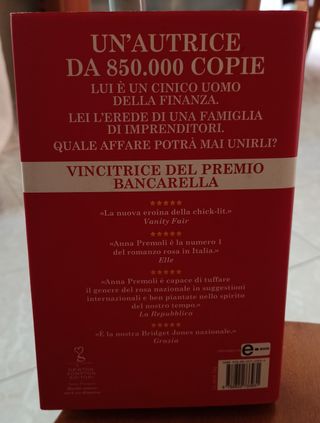 UN'AUTRICE
DA 850.000 COPIE
LUI È UN CINICO UOMO
DELLA FINANZA.
LEI L'EREDE DI UNA FAMIGLIA
DI IMPRENDITORI.
QUALE AFFARE POTRÀ MAI UNIRLI?
VINCITRICE DEL PREMIO
BANCARELLA
«La nuova eroina della chick-lit.»
Vanity Fair
«Anna Premoli è la numero 1
del romanzo rosa in Italia.»
Elle
«Anna Premoli è capace di tuffare
il genere del rosa nazionale in suggestioni
internazionali e ben piantate nello spirito
del nostro tempo.»
La Repubblica
«È la nostra Bridget Jones nazionale.»
Grazia
NEWTON
COMPTON
EDITORI